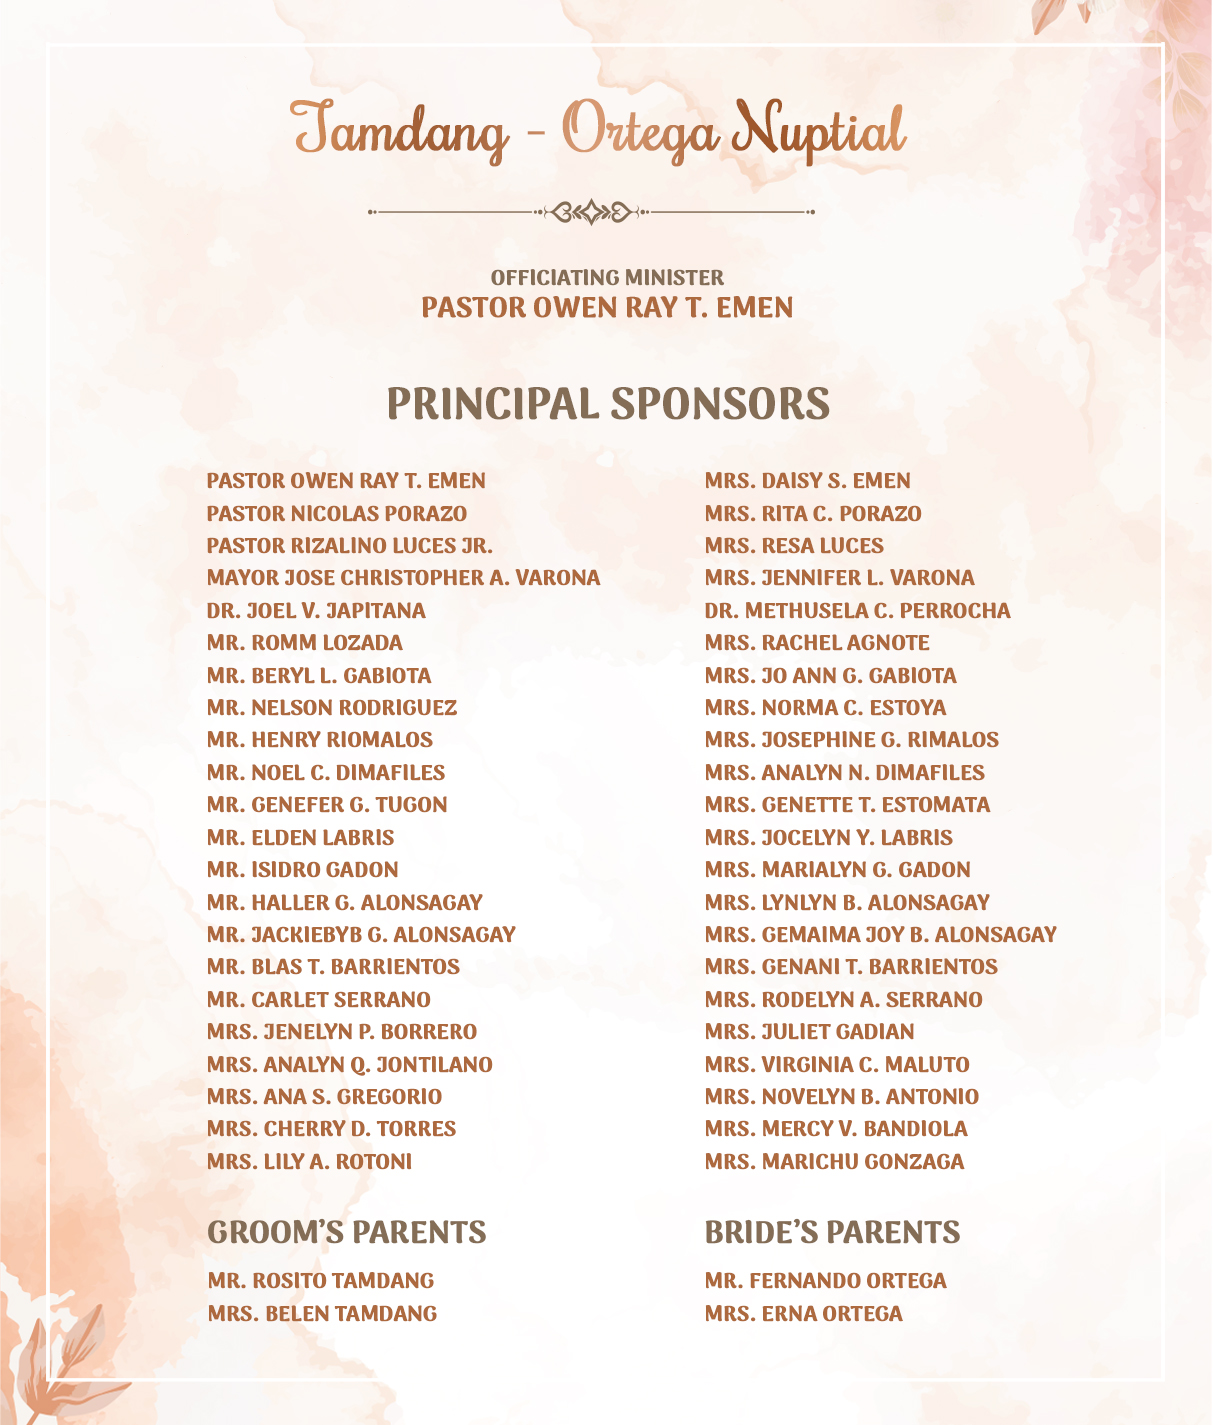 Tamdang - Ortega Nuptial
OFFICIATING MINISTER
PASTOR OWEN RAY T. EMEN
PRINCIPAL SPONSORS
PASTOR OWEN RAY T. EMEN
PASTOR NICOLAS PORAZO
PASTOR RIZALINO LUCES JR.
MAYOR JOSE CHRISTOPHER A. VARONA
DR. JOEL V. JAPITANA
MR. ROMM LOZADA
MR. BERYL L. GABIOTA
MR. NELSON RODRIGUEZ
MR. HENRY RIOMALOS
MR. NOEL C. DIMAFILES
MR. GENEFER G. TUGON
MR. ELDEN LABRIS
MR. ISIDRO GADON
MR. HALLER G. ALONSAGAY
MR. JACKIEBYB G. ALONSAGAY
MR. BLAS T. BARRIENTOS
MR. CARLET SERRANO
MRS. JENELYN P. BORRERO
MRS. ANALYN Q. JONTILANO
MRS. ANA S. GREGORIO
MRS. CHERRY D. TORRES
MRS. LILY A. ROTONI
MRS. DAISY S. EMEN
MRS. RITA C. PORAZO
MRS. RESA LUCES
MRS. JENNIFER L. VARONA
DR. METHUSELA C. PERROCHA
MRS. RACHEL AGNOTE
MRS. JO ANN G. GABIOTA
MRS. NORMA C. ESTOYA
MRS. JOSEPHINE G. RIMALOS
MRS. ANALYN N. DIMAFILES
MRS. GENETTE T. ESTOMATA
MRS. JOCELYN Y. LABRIS
MRS. MARIALYN G. GADON
MRS. LYNLYN B. ALONSAGAY
MRS. GEMAIMA JOY B. ALONSAGAY
MRS. GENANI T. BARRIENTOS
MRS. RODELYN A. SERRANO
MRS. JULIET GADIAN
MRS. VIRGINIA C. MALUTO
MRS. NOVELYN B. ANTONIO
MRS. MERCY V. BANDIOLA
MRS. MARICHU GONZAGA
GROOM'S PARENTS
MR. ROSITO TAMDANG
MRS. BELEN TAMDANG
BRIDE'S PARENTS
MR. FERNANDO ORTEGA
MRS. ERNA ORTEGA